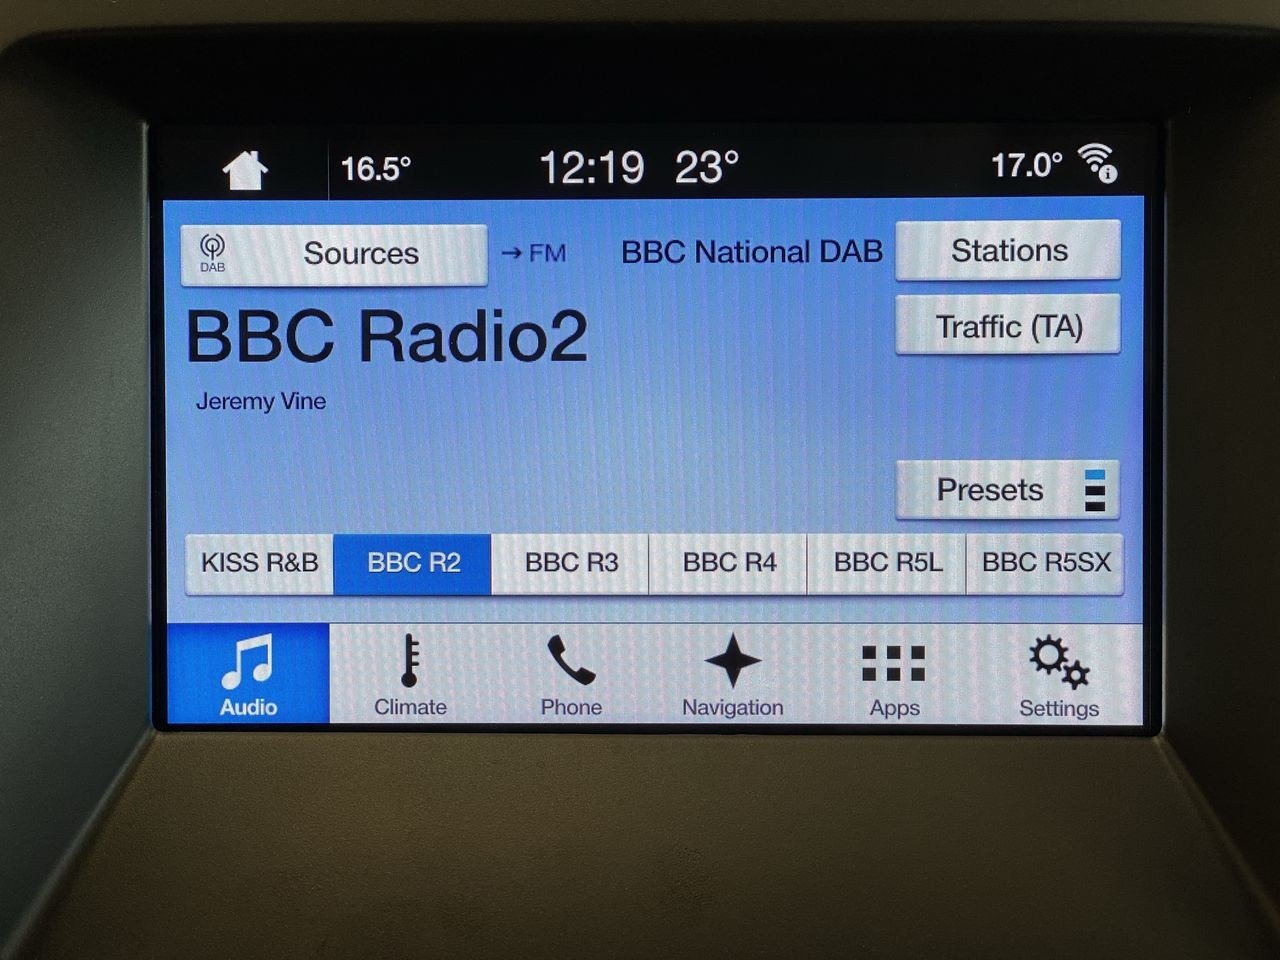 16.5° 12:19 23° 17.0°
DAB Sources → FM BBC National DAB Stations
BBC Radio2
Traffic (TA)
Jeremy Vine
Presets
KISS R&B BBC R2 BBC R3 BBC R4 BBC R5L BBC R5SX
Audio Climate Phone Navigation Apps Settings